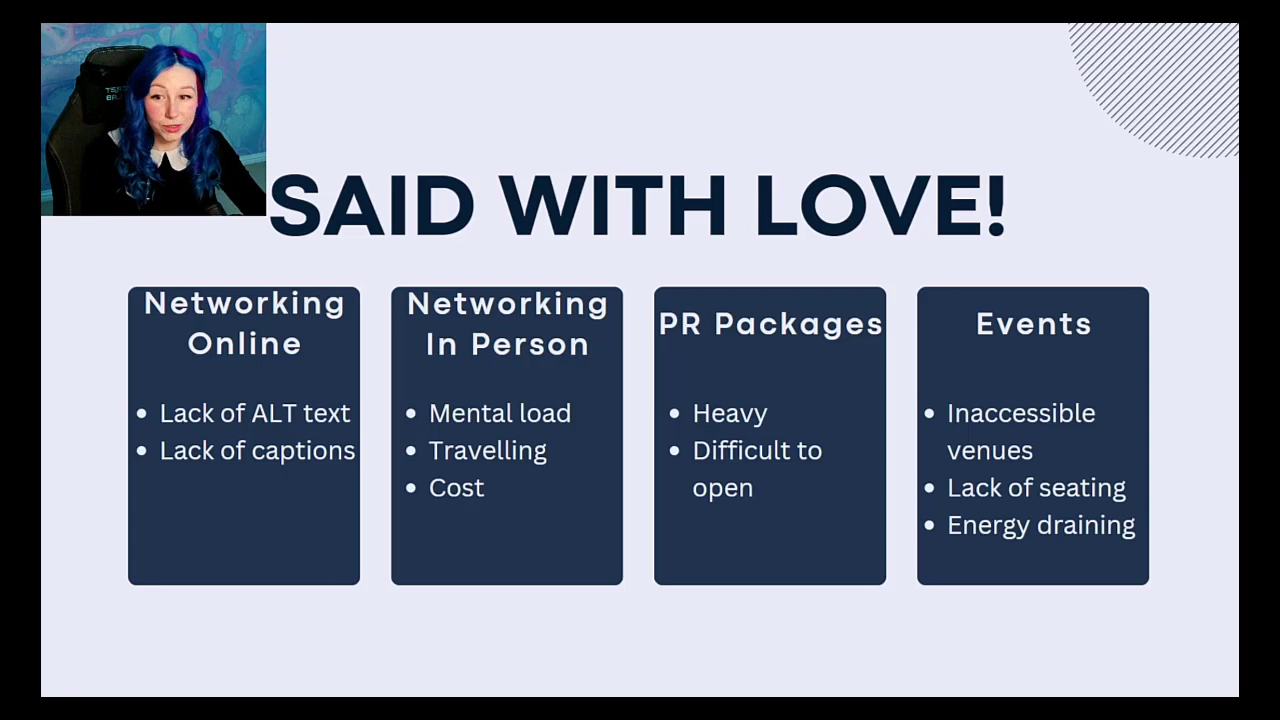 SAID WITH LOVE!
Networking
Online
• Lack of ALT text
• Lack of captions
Networking
In Person
• Mental load
• Travelling
• Cost
PR Packages
• Heavy
• Difficult to
open
Events
• Inaccessible
venues
• Lack of seating
• Energy draining